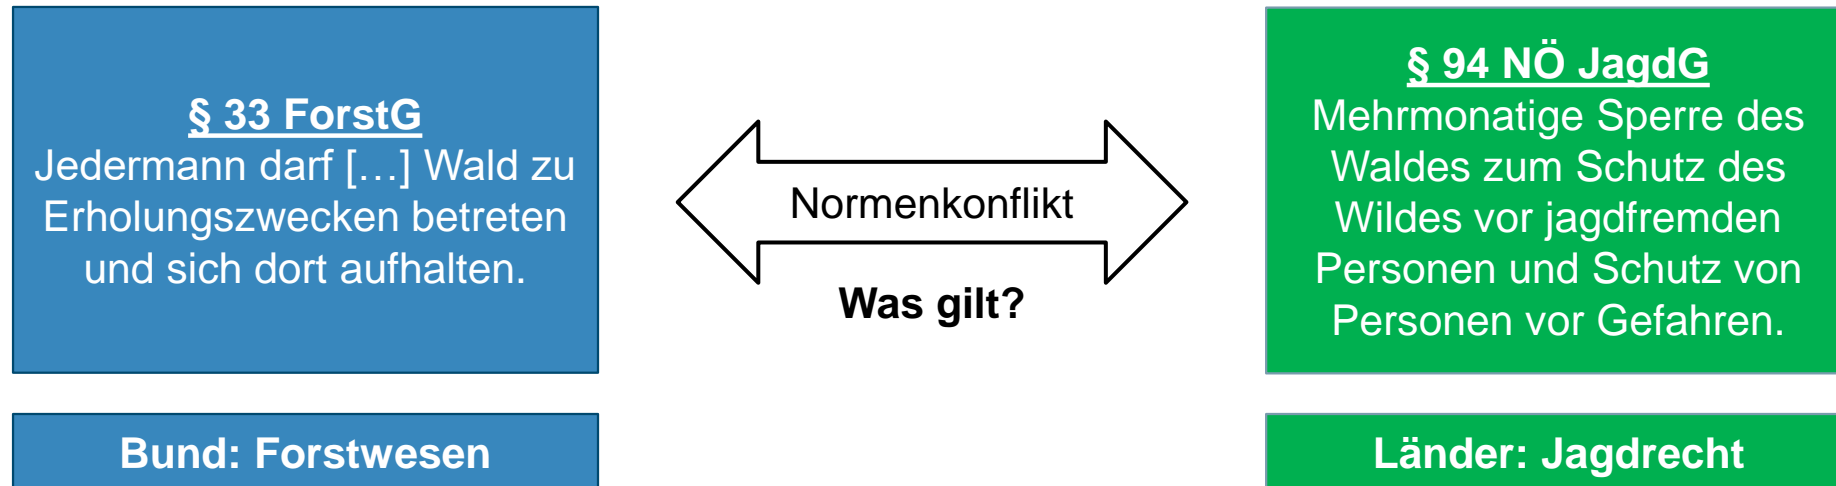 § 33 ForstG
Jedermann darf […] Wald zu
Erholungszwecken betreten
und sich dort aufhalten.
Normenkonflikt
Was gilt?
§ 94 NÖ JagdG
Mehrmonatige Sperre des
Waldes zum Schutz des
Wildes vor jagdfremden
Personen und Schutz von
Personen vor Gefahren.
Bund: Forstwesen
Länder: Jagdrecht